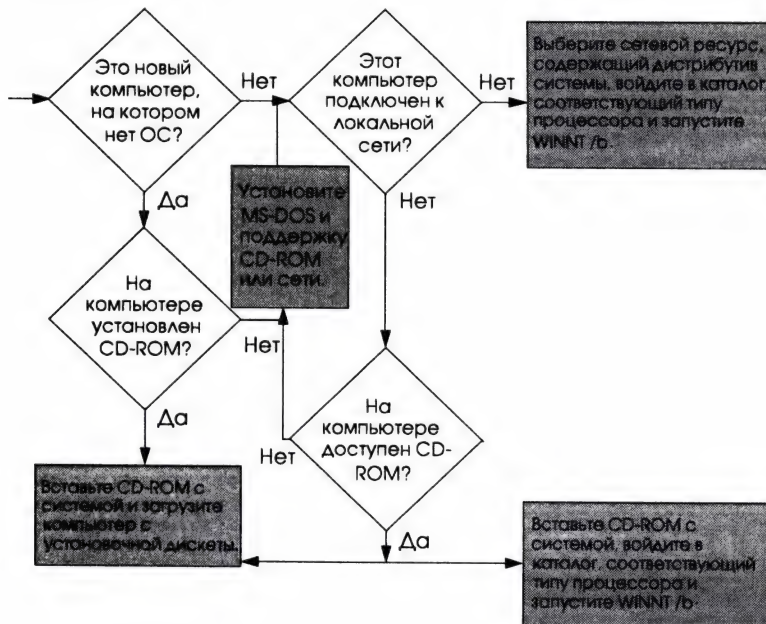 Это новый
компьютер,
на котором
нет ОС?
Нет
Этот
компьютер
подключен к
локальной
сети?
Нет
Выберите сетевой ресурс,
содержащий дистрибутив
системы, войдите в каталог,
соответствующий типу
процессора и запустите
WINNT /b.
Да
Установите
MS-DOS и
поддержку
CD-ROM
или сети.
Нет
На
компьютере
установлен
CD-ROM?
Нет
Да
На
компьютере
доступен CD-
ROM?
Нет
Да
Вставьте CD-ROM с
системой и загрузите
компьютер с
установочной дискеты.
Вставьте CD-ROM с
системой, войдите в
каталог, соответствующий
типу процессора и
запустите WINNT /b.